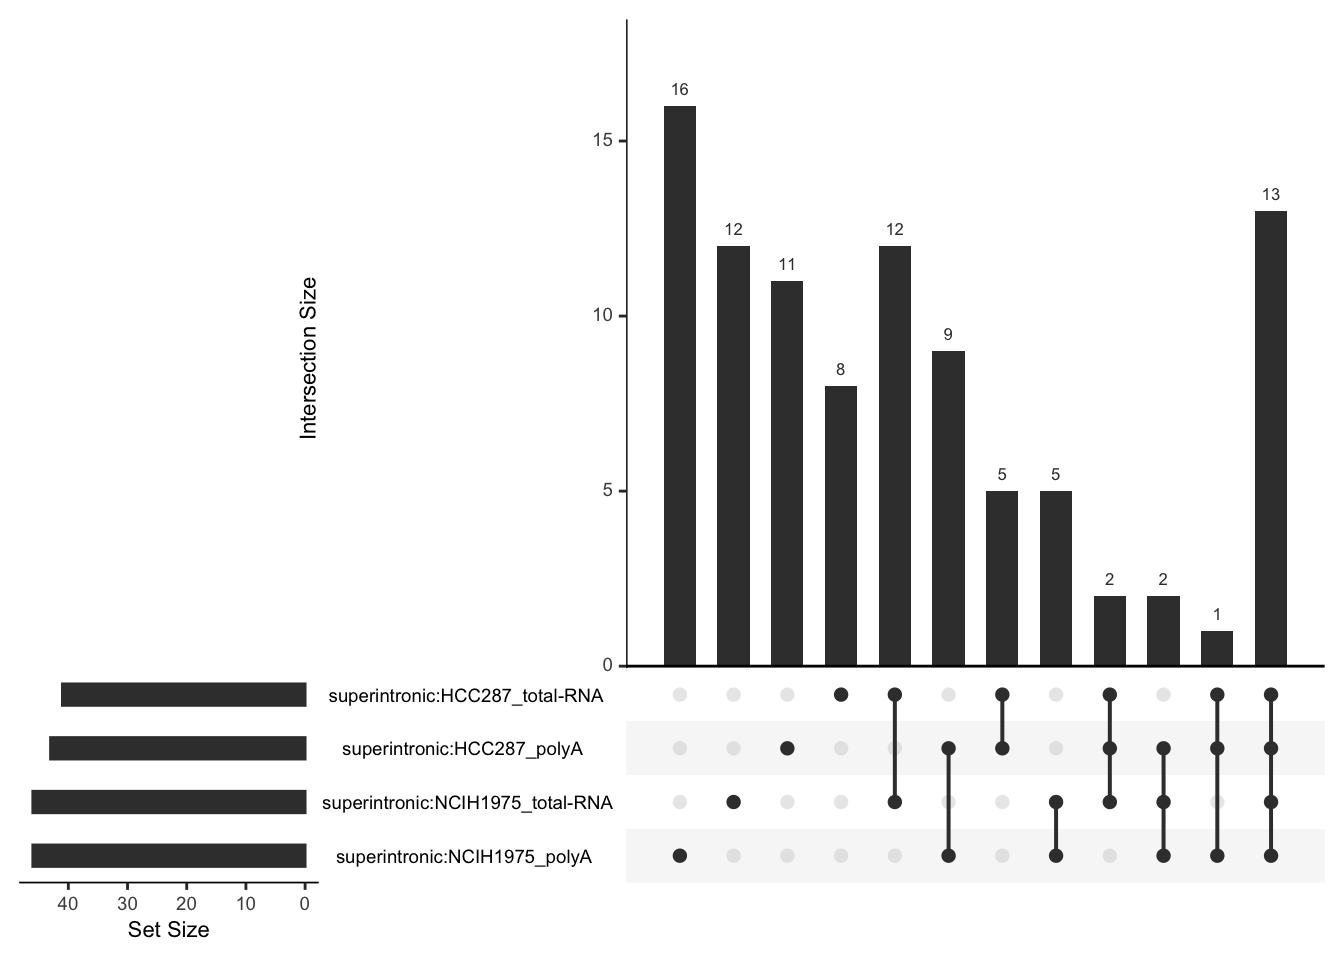 16
13
12
12
11
9
8
5
5
2
2
1
15
10
5
0
Intersection Size
superintronic:HCC287_total-RNA
superintronic:HCC287_polyA
superintronic:NCIH1975_total-RNA
superintronic:NCIH1975_polyA
40 30 20 10 0
Set Size